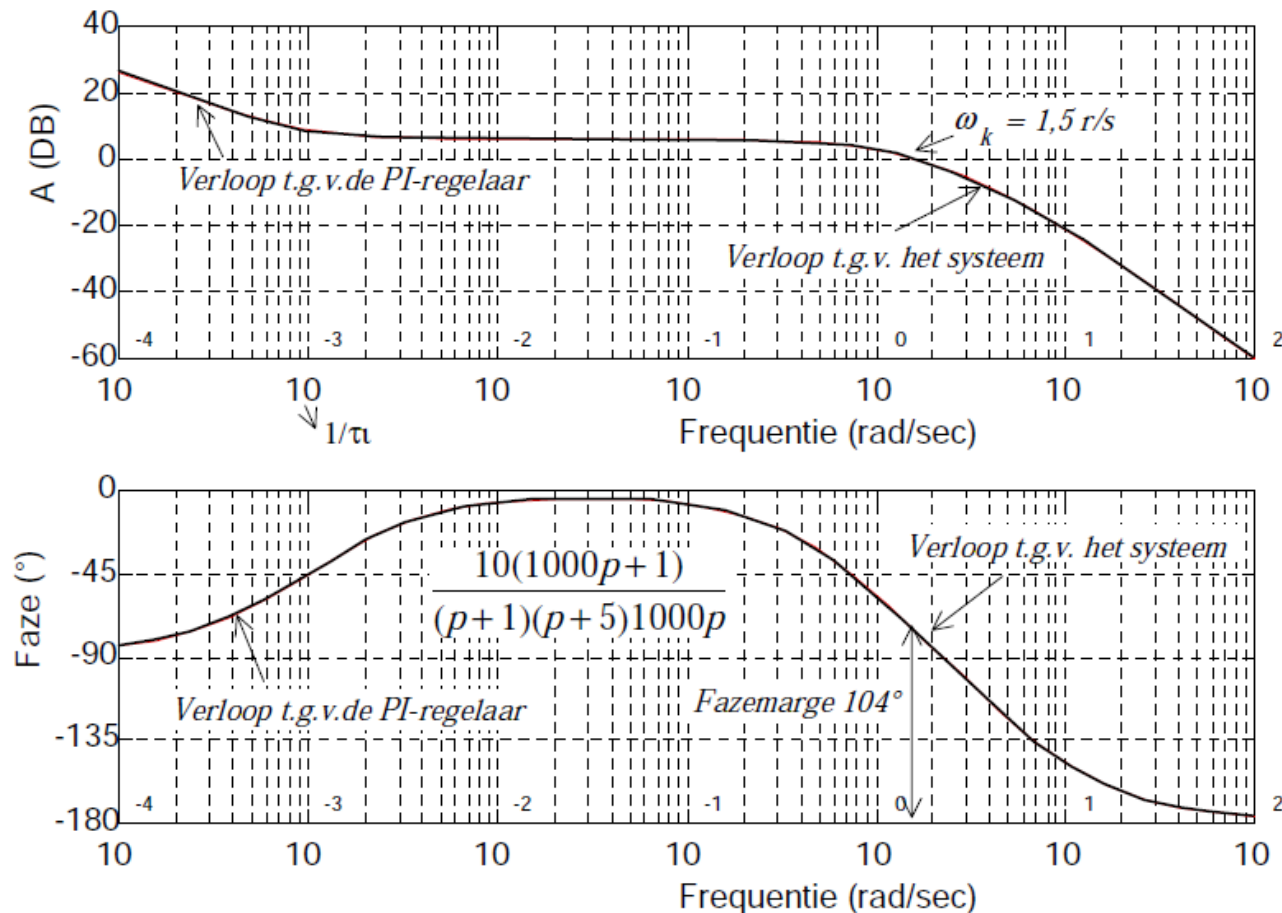 40
20
0
-20
-40
-60
A (DB)
ω_k = 1,5 r/s
Verloop t.g.v.de PI-regelaar
Verloop t.g.v. het systeem
-4 -3 -2 -1 0 1 2
10 10 10 10 10 10 10
1/τι
Frequentie (rad/sec)
0
-45
-90
-135
-180
Faze (°)
Verloop t.g.v. het systeem
10(1000p+1)
(p+1)(p+5)1000p
Verloop t.g.v.de PI-regelaar
Fazemarge 104°
-4 -3 -2 -1 0 1 2
10 10 10 10 10 10 10
Frequentie (rad/sec)